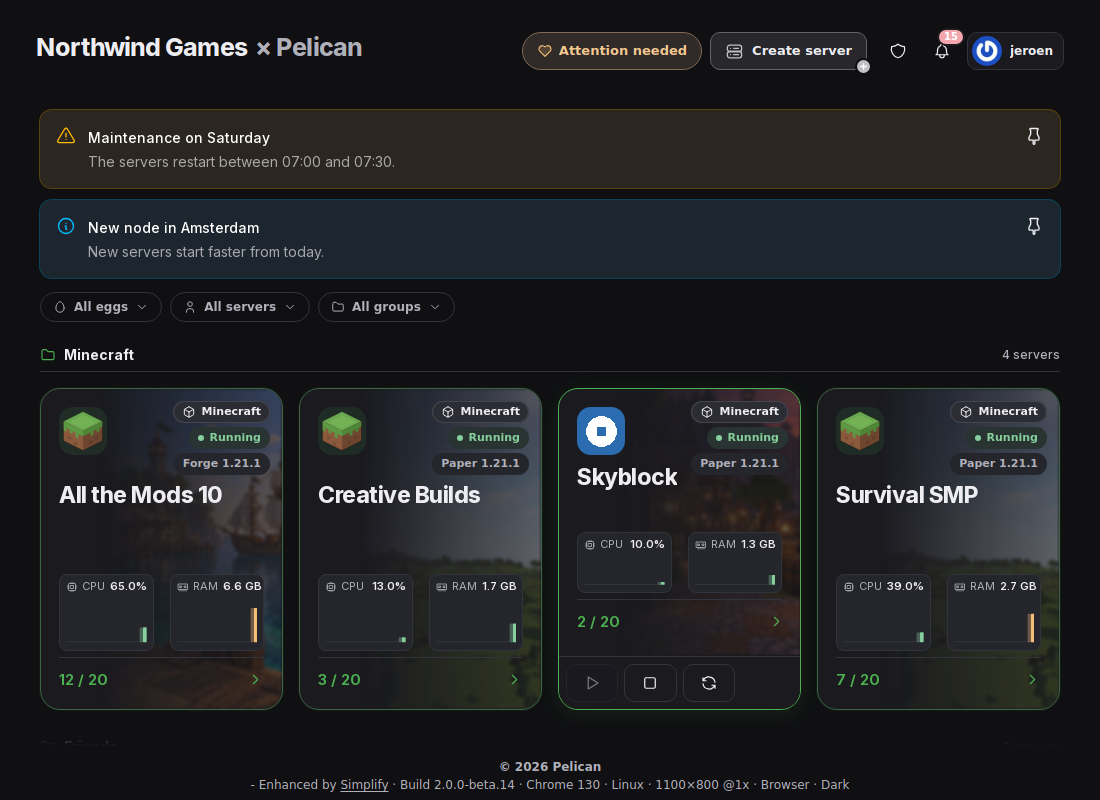 Northwind Games × Pelican
Attention needed
Create server
15
jeroen
Maintenance on Saturday
The servers restart between 07:00 and 07:30.
New node in Amsterdam
New servers start faster from today.
All eggs
All servers
All groups
Minecraft
4 servers
Minecraft
Running
Forge 1.21.1
All the Mods 10
CPU 65.0%
RAM 6.6 GB
12 / 20
Minecraft
Running
Paper 1.21.1
Creative Builds
CPU 13.0%
RAM 1.7 GB
3 / 20
Minecraft
Running
Paper 1.21.1
Skyblock
CPU 10.0%
RAM 1.3 GB
2 / 20
Minecraft
Running
Paper 1.21.1
Survival SMP
CPU 39.0%
RAM 2.7 GB
7 / 20
© 2026 Pelican
- Enhanced by Simplify · Build 2.0.0-beta.14 · Chrome 130 · Linux · 1100×800 @1x · Browser · Dark